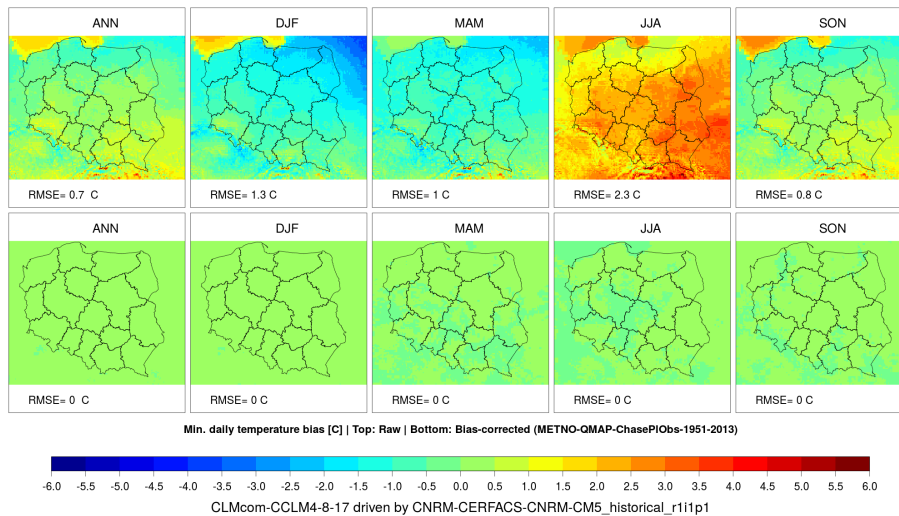 ANN DJF MAM JJA SON
RMSE= 0.7 C RMSE= 1.3 C RMSE= 1 C RMSE= 2.3 C RMSE= 0.8 C
ANN DJF MAM JJA SON
RMSE= 0 C RMSE= 0 C RMSE= 0 C RMSE= 0 C RMSE= 0 C
Min. daily temperature bias [C] | Top: Raw | Bottom: Bias-corrected (METNO-QMAP-ChasePlObs-1951-2013)
-6.0 -5.5 -5.0 -4.5 -4.0 -3.5 -3.0 -2.5 -2.0 -1.5 -1.0 -0.5 0.0 0.5 1.0 1.5 2.0 2.5 3.0 3.5 4.0 4.5 5.0 5.5 6.0
CLMcom-CCLM4-8-17 driven by CNRM-CERFACS-CNRM-CM5_historical_r1i1p1